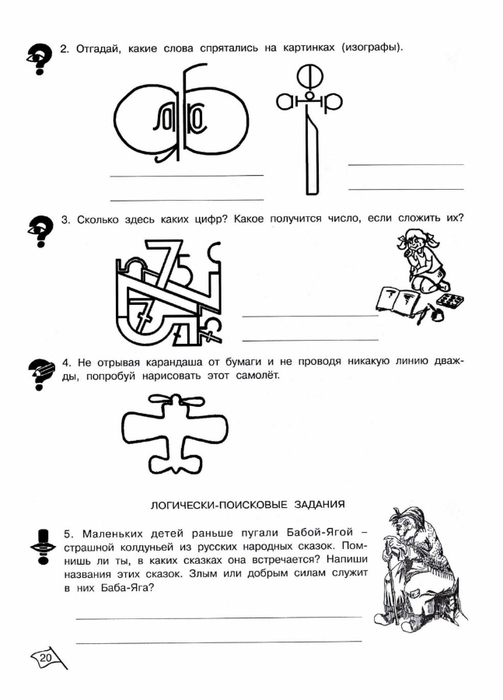 2. Отгадай, какие слова спрятались на картинках (изографы).
3. Сколько здесь каких цифр? Какое получится число, если сложить их?
4. Не отрывая карандаша от бумаги и не проводя никакую линию дваж-
ды, попробуй нарисовать этот самолёт.
ЛОГИЧЕСКИ-ПОИСКОВЫЕ ЗАДАНИЯ
5. Маленьких детей раньше пугали Бабой-Ягой –
страшной колдуньей из русских народных сказок. Пом-
нишь ли ты, в каких сказках она встречается? Напиши
названия этих сказок. Злым или добрым силам служит
в них Баба-Яга?
20